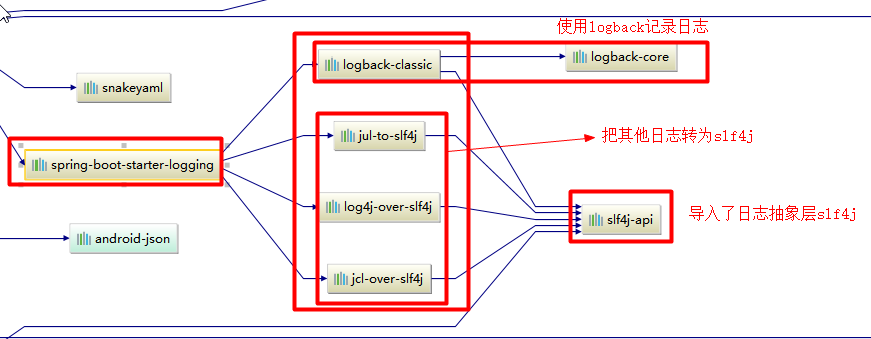 使用logback记录日志
logback-classic
logback-core
snakeyaml
jul-to-slf4j
把其他日志转为slf4j
spring-boot-starter-logging
log4j-over-slf4j
slf4j-api
导入了日志抽象层slf4j
android-json
jcl-over-slf4j